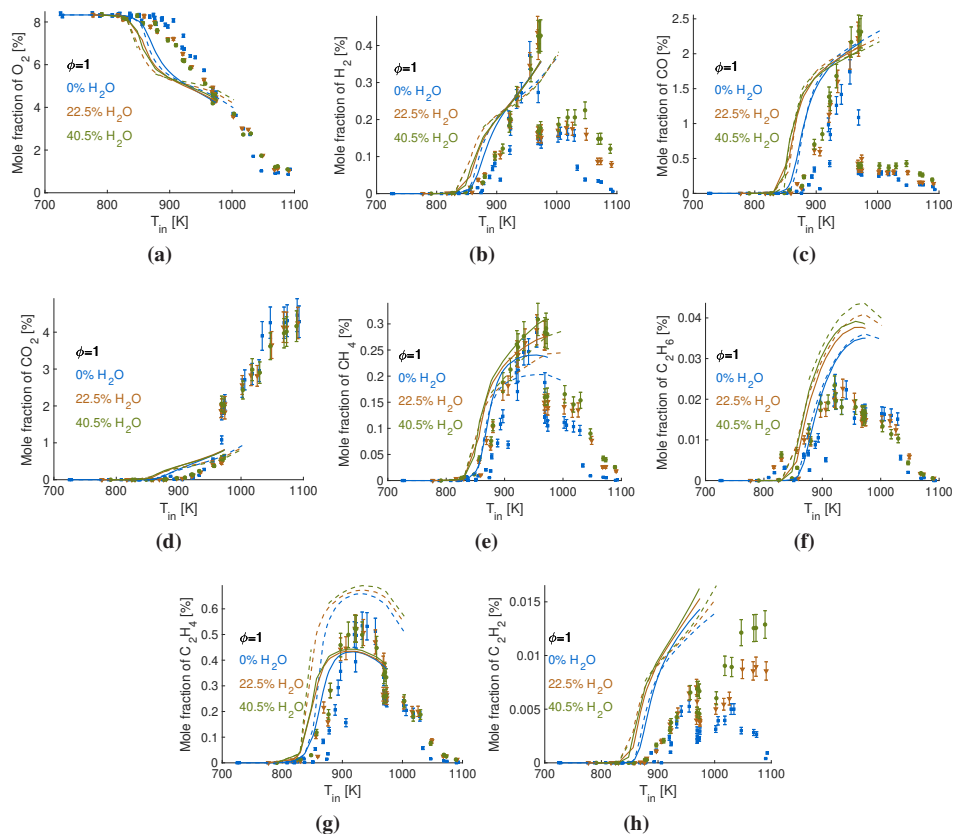 Mole fraction of O2 [%]
8
6
4
2
0
ϕ=1
0% H2O
22.5% H2O
40.5% H2O
700 800 900 1000 1100
Tin [K]
(a)
Mole fraction of H2 [%]
0.4
0.3
0.2
0.1
0
ϕ=1
0% H2O
22.5% H2O
40.5% H2O
700 800 900 1000 1100
Tin [K]
(b)
Mole fraction of CO [%]
2.5
2.0
1.5
1.0
0.5
0
ϕ=1
0% H2O
22.5% H2O
40.5% H2O
700 800 900 1000 1100
Tin [K]
(c)
Mole fraction of CO2 [%]
4
3
2
1
0
ϕ=1
0% H2O
22.5% H2O
40.5% H2O
700 800 900 1000 1100
Tin [K]
(d)
Mole fraction of CH4 [%]
0.3
0.25
0.2
0.15
0.1
0.05
0
ϕ=1
0% H2O
22.5% H2O
40.5% H2O
700 800 900 1000 1100
Tin [K]
(e)
Mole fraction of C2H6 [%]
0.04
0.03
0.02
0.01
0
ϕ=1
0% H2O
22.5% H2O
40.5% H2O
700 800 900 1000 1100
Tin [K]
(f)
Mole fraction of C2H4 [%]
0.6
0.5
0.4
0.3
0.2
0.1
0
ϕ=1
0% H2O
22.5% H2O
40.5% H2O
700 800 900 1000 1100
Tin [K]
(g)
Mole fraction of C2H2 [%]
0.015
0.01
0.005
0
ϕ=1
0% H2O
22.5% H2O
40.5% H2O
700 800 900 1000 1100
Tin [K]
(h)